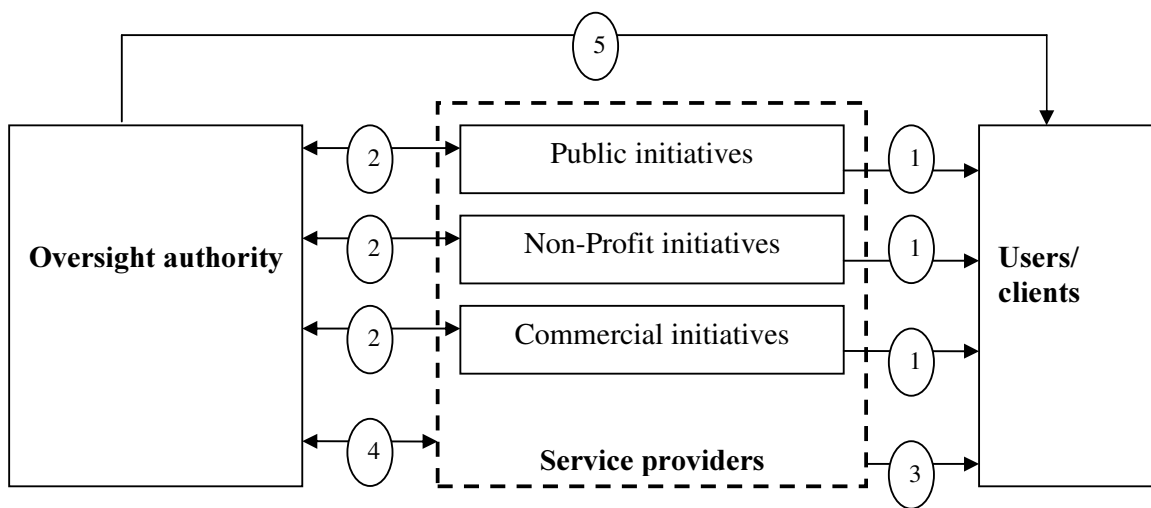 5
2
Public initiatives
1
Oversight authority
2
Non-Profit initiatives
1
Users/
clients
2
Commercial initiatives
1
4
Service providers
3